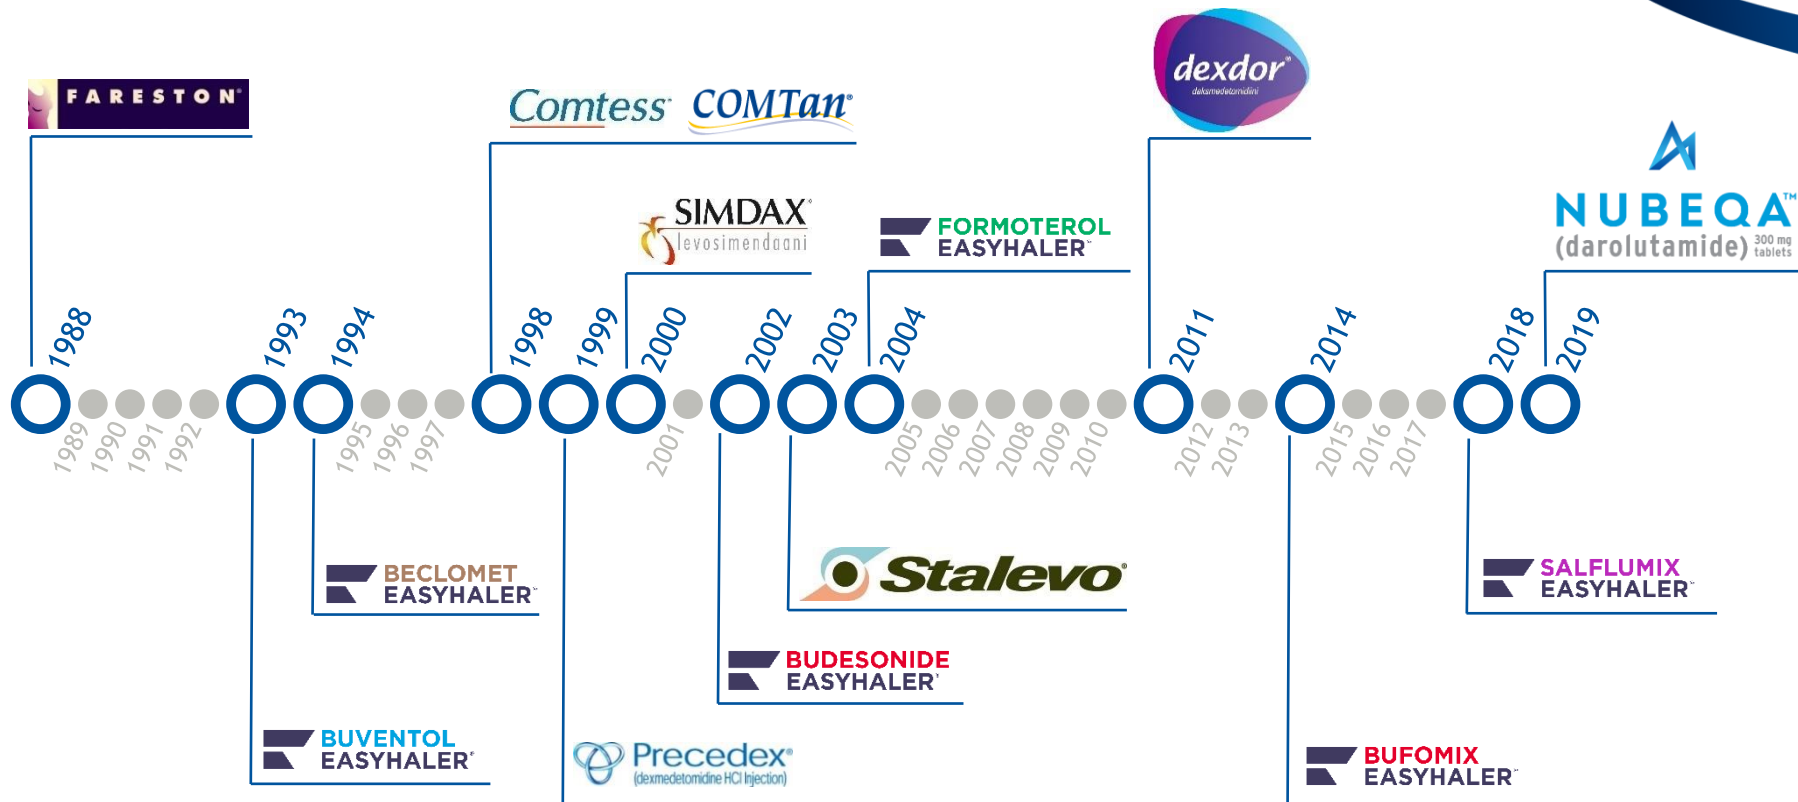 FARESTON®
Comtess®
COMTan®
dexdor®
deksmedetomidiini
SIMDAX®
levosimendaani
FORMOTEROL
EASYHALER
NUBEQA™
(darolutamide) 300 mg tablets
1988
1989
1990
1991
1992
1993
1994
1995
1996
1997
1998
1999
2000
2001
2002
2003
2004
2005
2006
2007
2008
2009
2010
2011
2012
2013
2014
2015
2016
2017
2018
2019
BECLOMET
EASYHALER
Stalevo®
SALFLUMIX
EASYHALER
BUDESONIDE
EASYHALER
BUVENTOL
EASYHALER
Precedex®
(dexmedetomidine HCl Injection)
BUFOMIX
EASYHALER